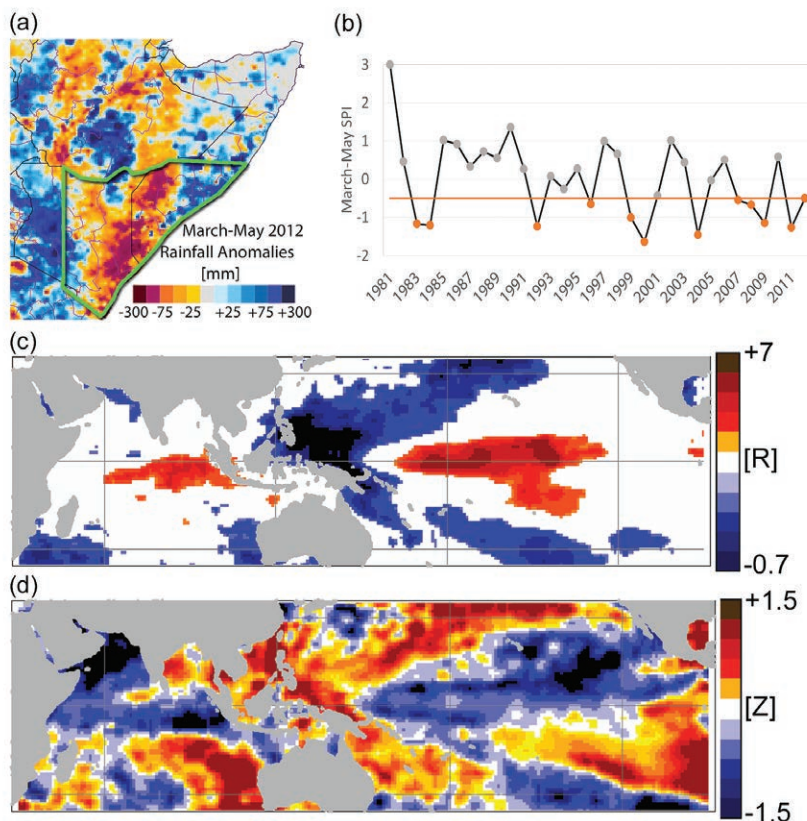 (a)
March-May 2012
Rainfall Anomalies
[mm]
-300 -75 -25 +25 +75 +300
(b)
March-May SPI
3
2
1
0
-1
-2
1981
1983
1985
1987
1989
1991
1993
1995
1997
1999
2001
2003
2005
2007
2009
2011
(c)
+7
[R]
-0.7
(d)
+1.5
[Z]
-1.5